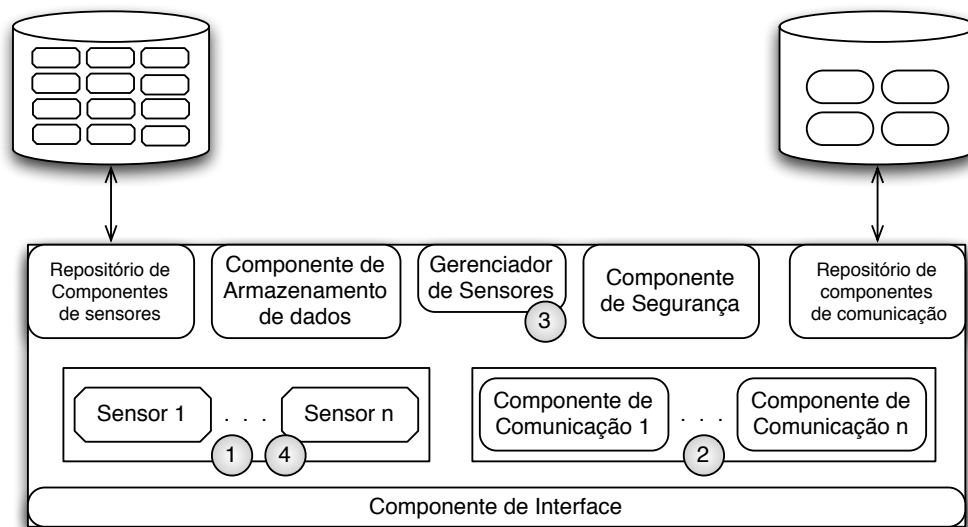 Repositório de
Componentes
de sensores
Componente de
Armazenamento
de dados
Gerenciador
de Sensores
3
Componente
de Segurança
Repositório de
componentes
de comunicação
Sensor 1
. . .
Sensor n
1
4
Componente de
Comunicação 1
. . .
Componente de
Comunicação n
2
Componente de Interface